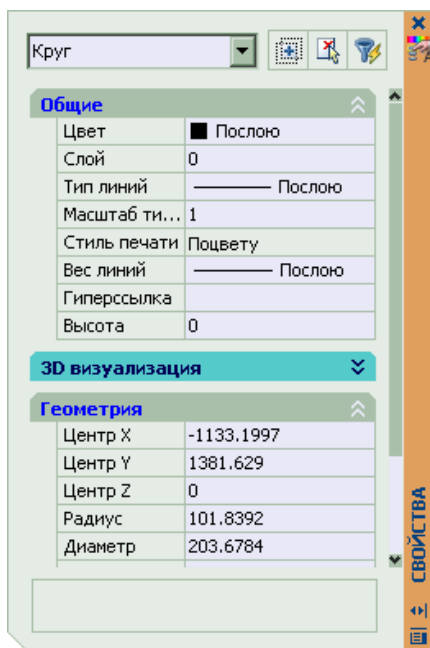 Круг
Общие
Цвет Послою
Слой 0
Тип линий Послою
Масштаб ти... 1
Стиль печати Поцвету
Вес линий Послою
Гиперссылка
Высота 0
3D визуализация
Геометрия
Центр X -1133.1997
Центр Y 1381.629
Центр Z 0
Радиус 101.8392
Диаметр 203.6784
СВОЙСТВА